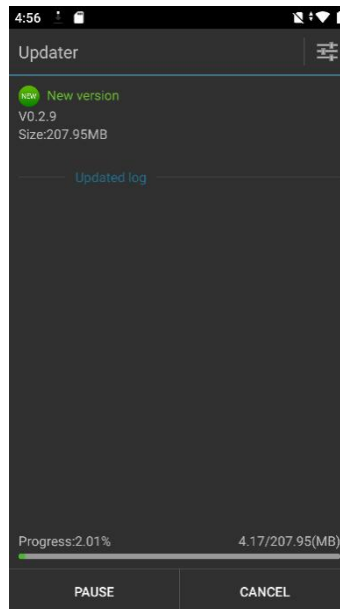 4:56
Updater
NEW New version
V0.2.9
Size:207.95MB
Updated log
Progress:2.01% 4.17/207.95(MB)
PAUSE CANCEL